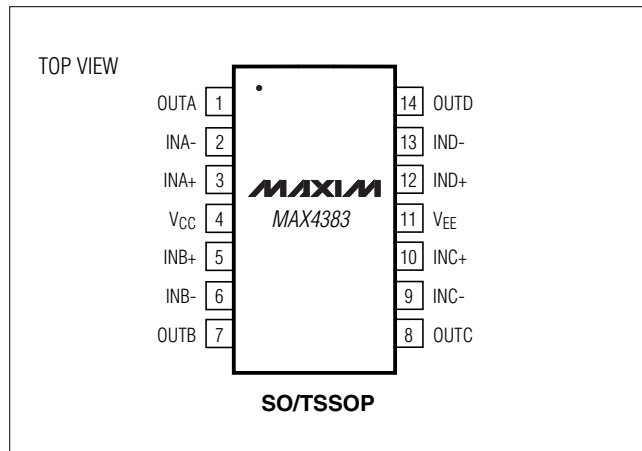 TOP VIEW
OUTA 1 14 OUTD
INA- 2 13 IND-
INA+ 3 12 IND+
MAXIM
VCC 4 MAX4383 11 VEE
INB+ 5 10 INC+
INB- 6 9 INC-
OUTB 7 8 OUTC
SO/TSSOP